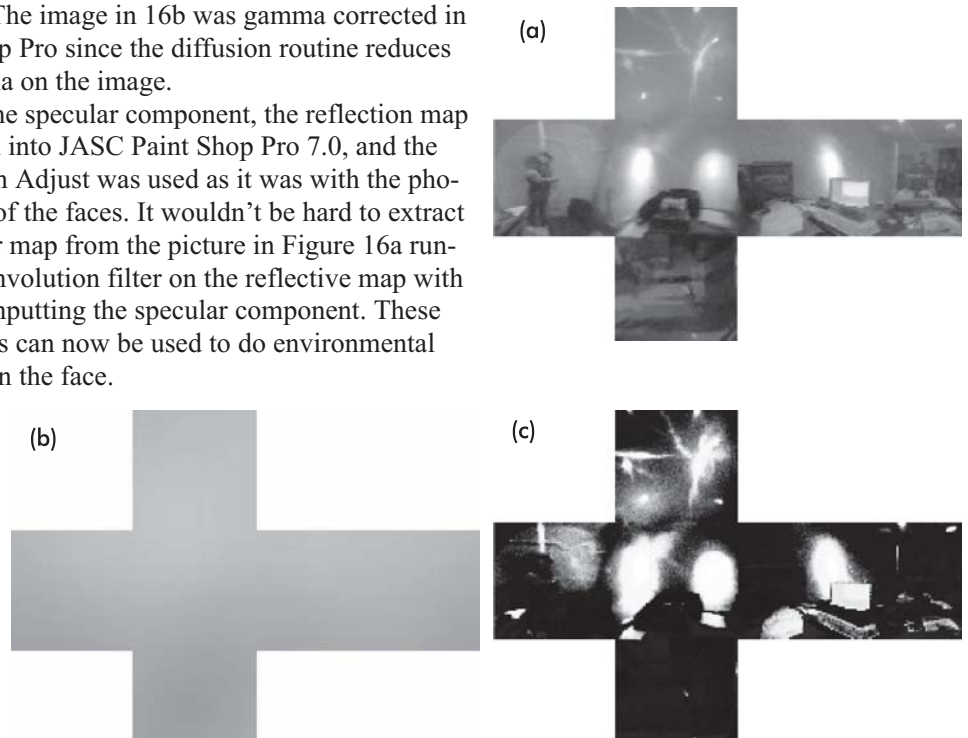 The image in 16b was gamma corrected in
p Pro since the diffusion routine reduces
a on the image.
he specular component, the reflection map
into JASC Paint Shop Pro 7.0, and the
n Adjust was used as it was with the pho-
of the faces. It wouldn't be hard to extract
r map from the picture in Figure 16a run-
nvolution filter on the reflective map with
nputting the specular component. These
s can now be used to do environmental
n the face.
(a)
(b)
(c)